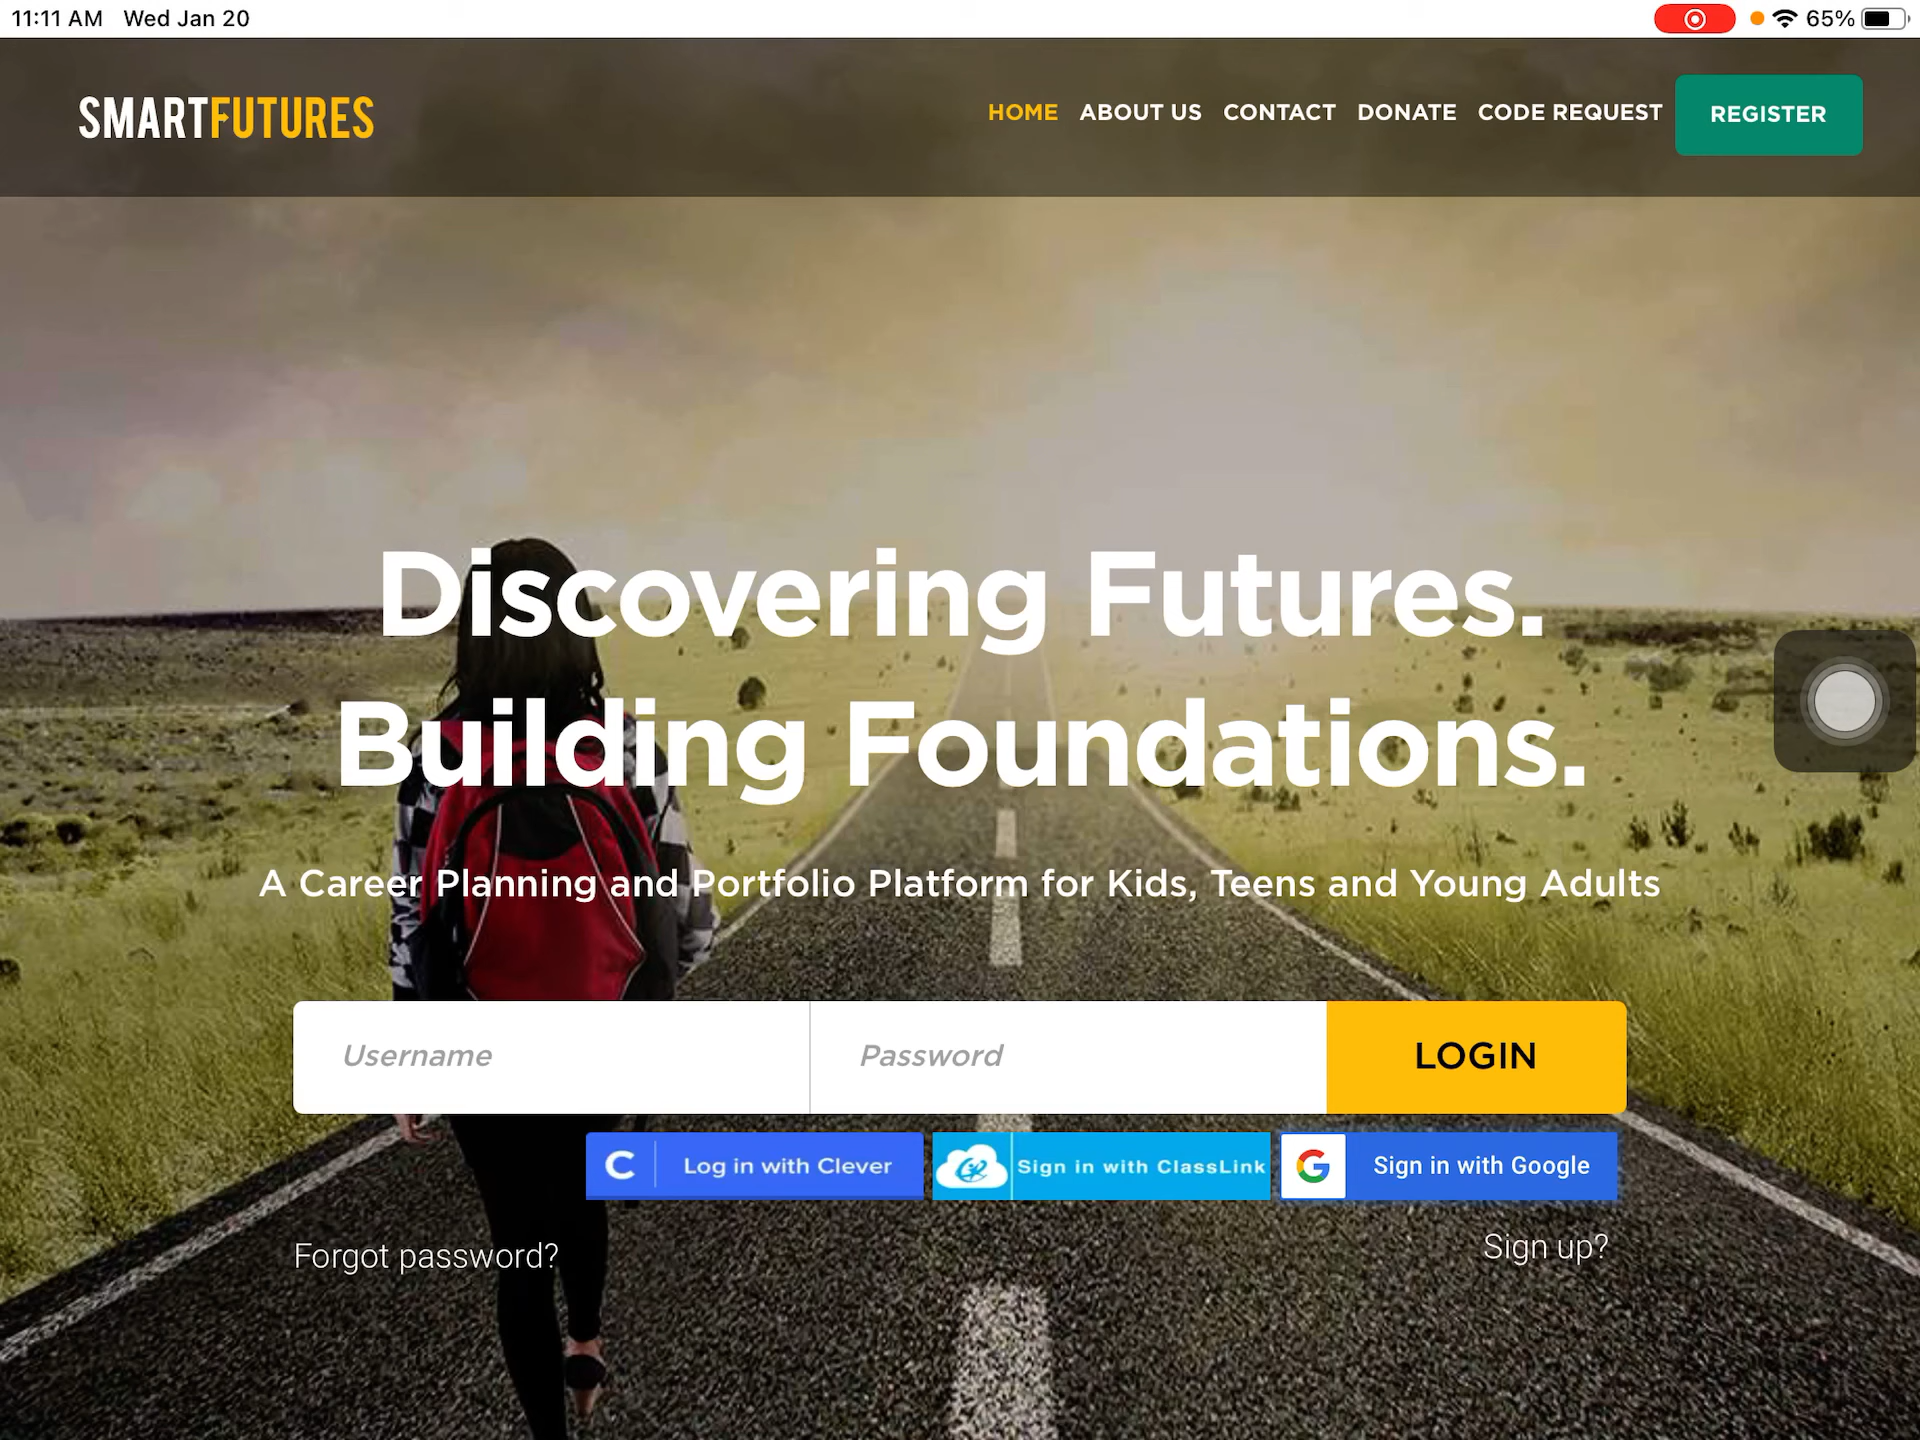 11:11 AM Wed Jan 20
65%
SMARTFUTURES
HOME ABOUT US CONTACT DONATE CODE REQUEST REGISTER
Discovering Futures.
Building Foundations.
A Career Planning and Portfolio Platform for Kids, Teens and Young Adults
Username Password LOGIN
C Log in with Clever Sign in with ClassLink G Sign in with Google
Forgot password? Sign up?